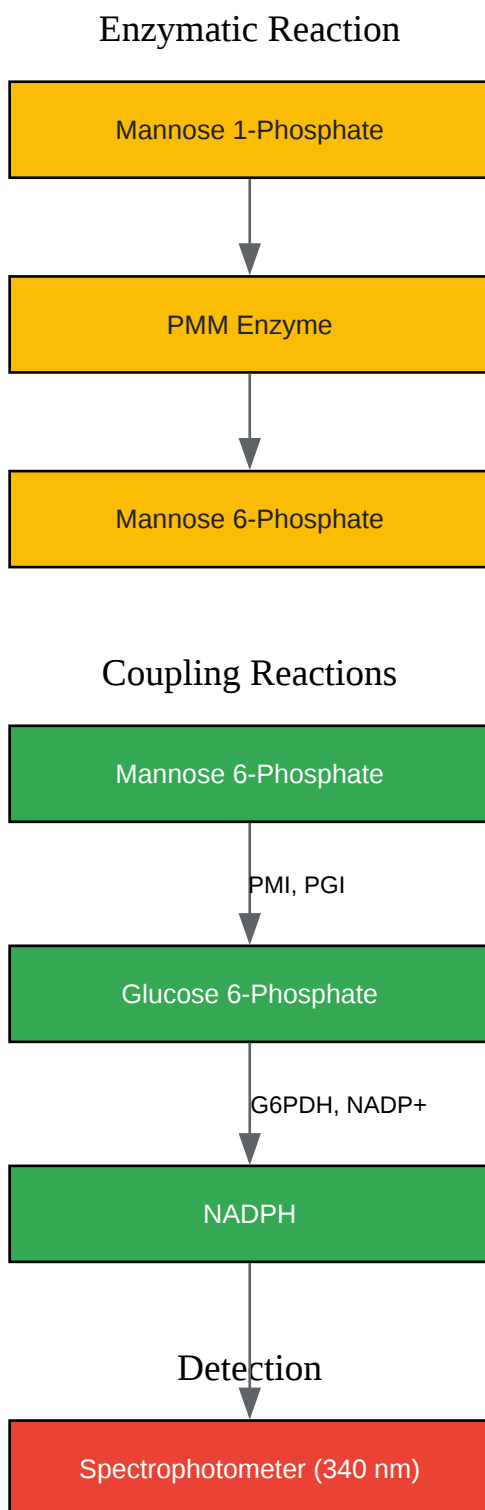 Enzymatic Reaction
Mannose 1-Phosphate
PMM Enzyme
Mannose 6-Phosphate
Coupling Reactions
Mannose 6-Phosphate
PMI, PGI
Glucose 6-Phosphate
G6PDH, NADP+
NADPH
Detection
Spectrophotometer (340 nm)